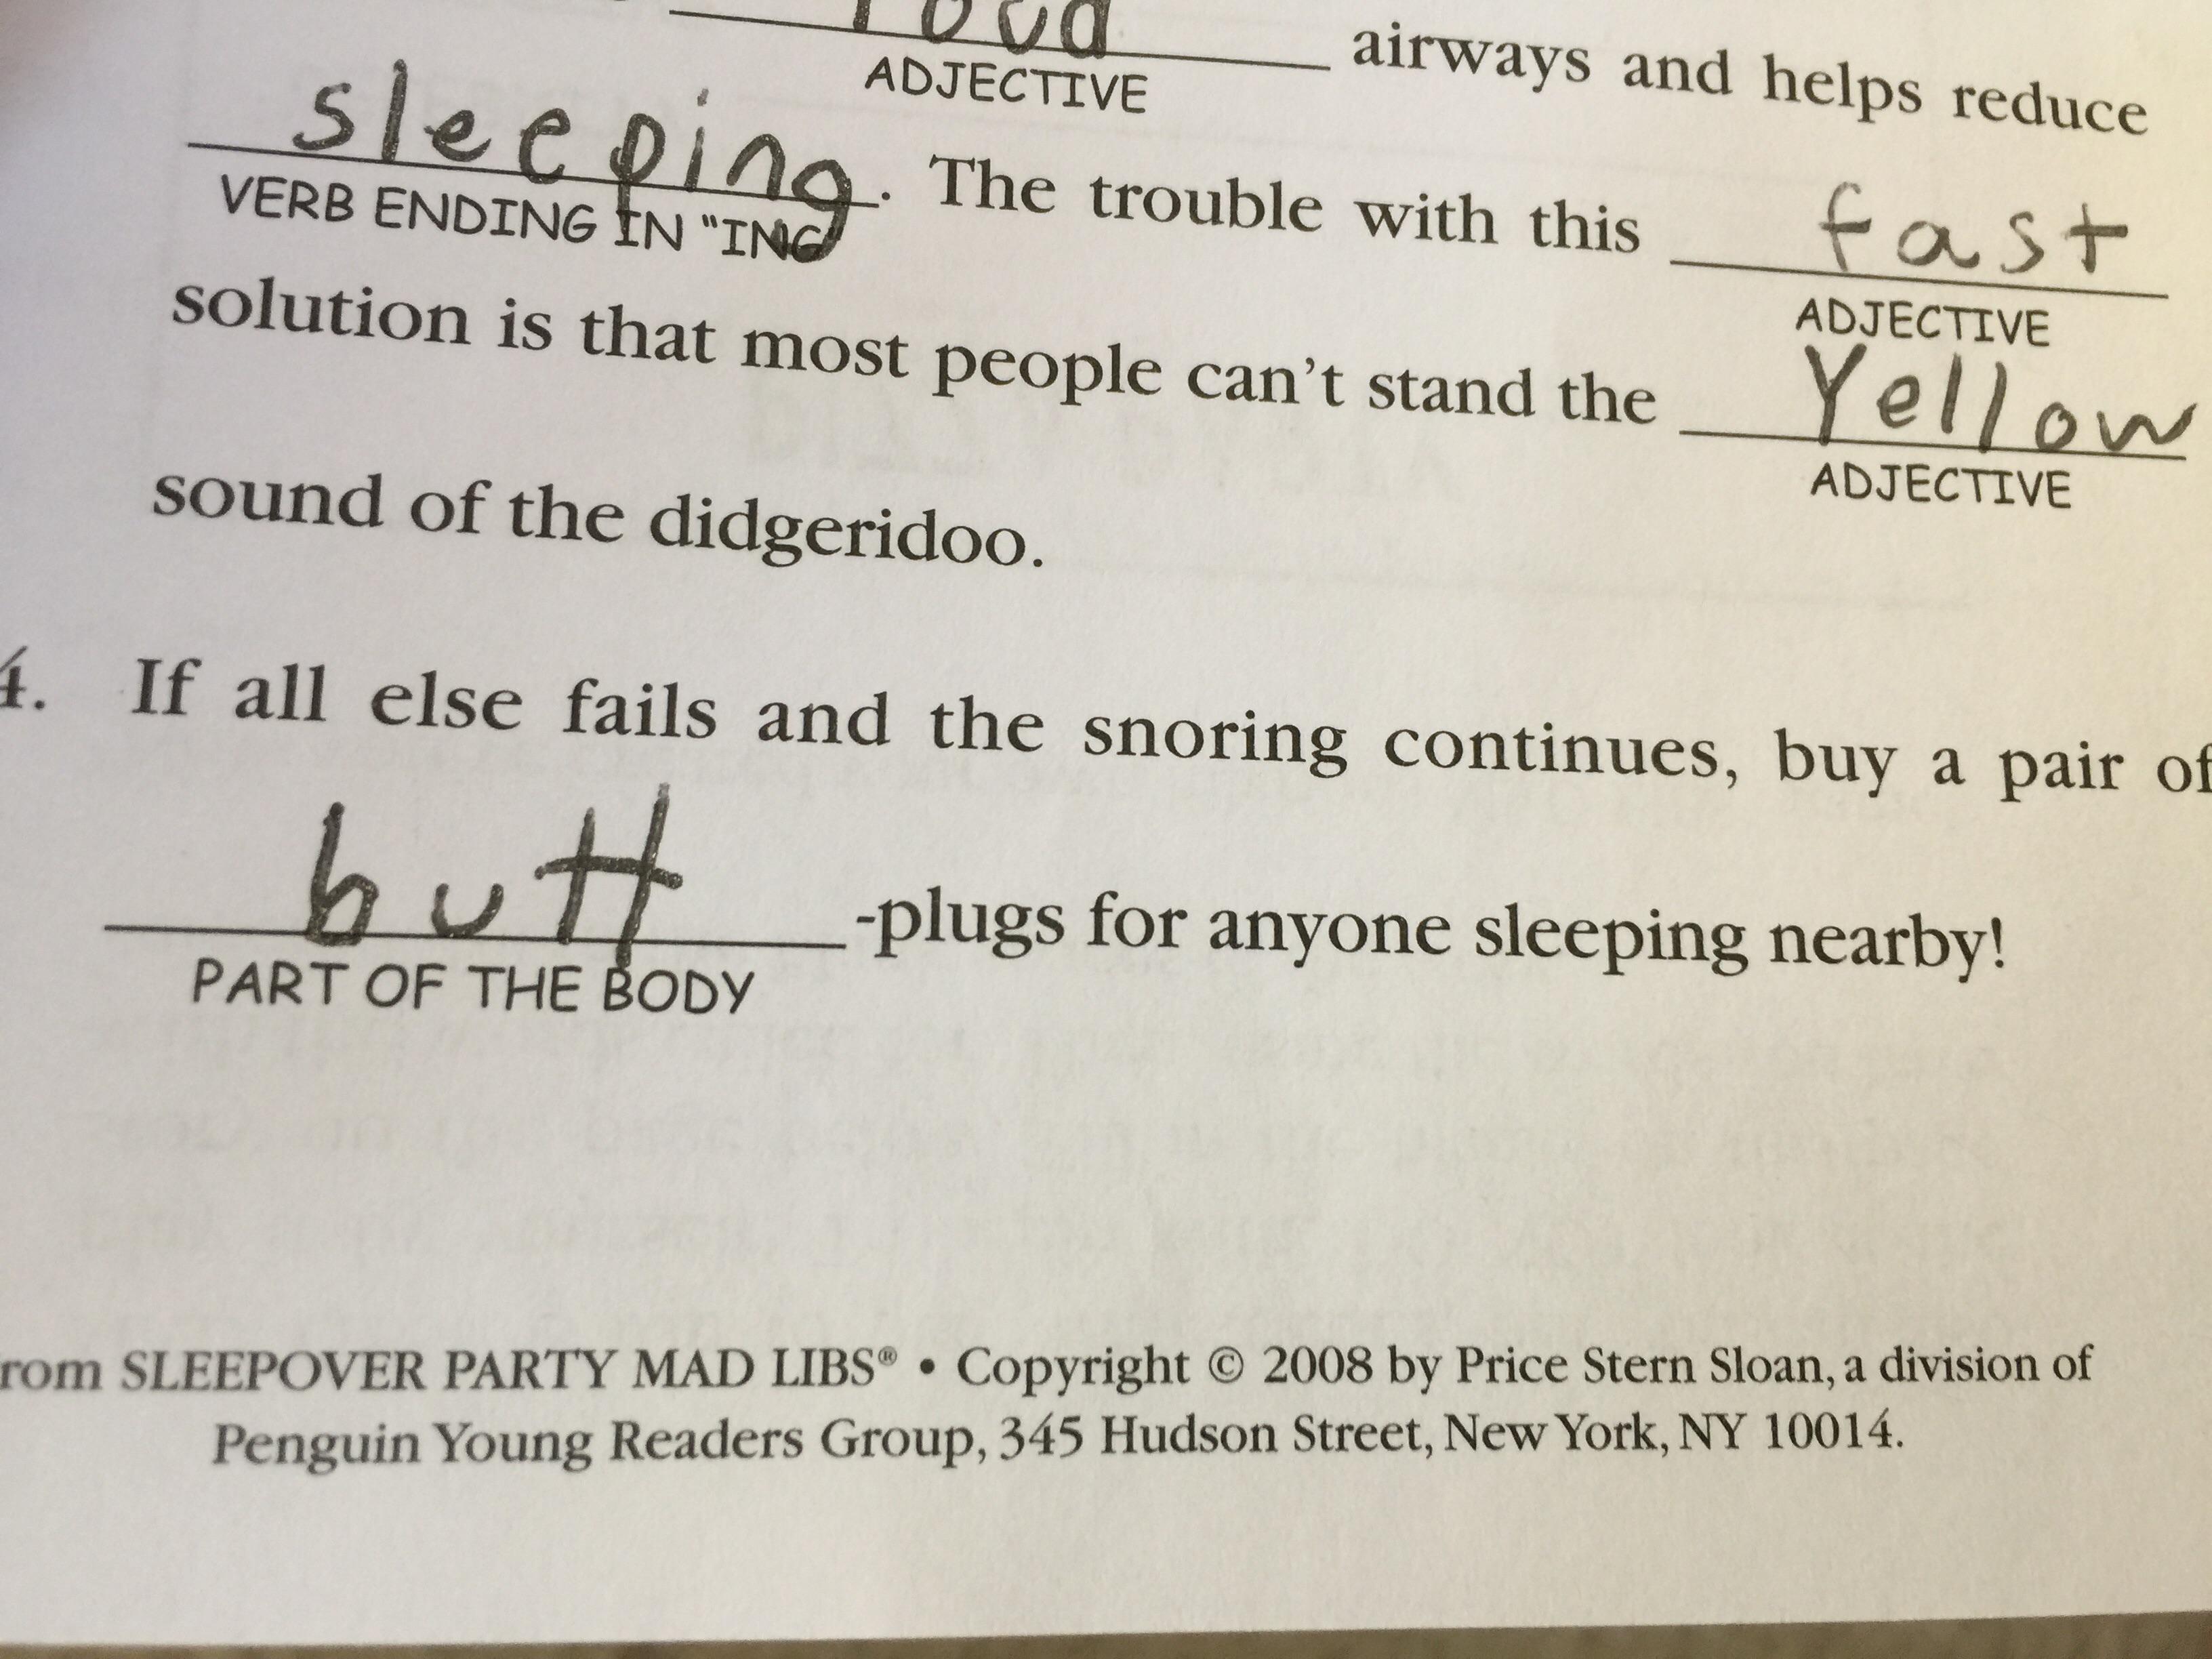 loud airways and helps reduce
ADJECTIVE
sleeping. The trouble with this fast
VERB ENDING IN "ING" ADJECTIVE
solution is that most people can't stand the Yellow
ADJECTIVE
sound of the didgeridoo.
4. If all else fails and the snoring continues, buy a pair of
butt-plugs for anyone sleeping nearby!
PART OF THE BODY
rom SLEEPOVER PARTY MAD LIBS® • Copyright © 2008 by Price Stern Sloan, a division of
Penguin Young Readers Group, 345 Hudson Street, New York, NY 10014.